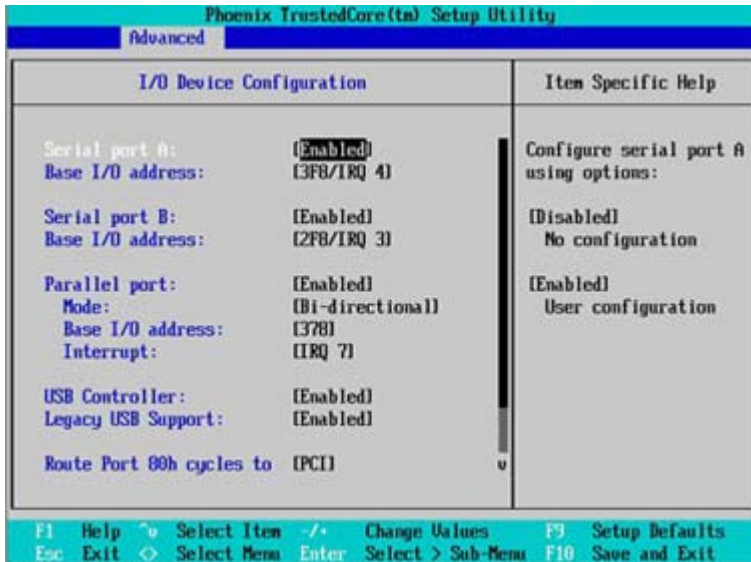 Phoenix TrustedCore(tm) Setup Utility
Advanced
I/O Device Configuration
Item Specific Help
Serial port A: [Enabled]
Base I/O address: [3F8/IRQ 4]
Serial port B: [Enabled]
Base I/O address: [2F8/IRQ 3]
Parallel port: [Enabled]
Mode: [Bi-directional]
Base I/O address: [378]
Interrupt: [IRQ 7]
USB Controller: [Enabled]
Legacy USB Support: [Enabled]
Route Port 80h cycles to [PCI]
v
Configure serial port A
using options:
[Disabled]
No configuration
[Enabled]
User configuration
F1 Help ^v Select Item -/+ Change Values F9 Setup Defaults
Esc Exit <> Select Menu Enter Select > Sub-Menu F10 Save and Exit